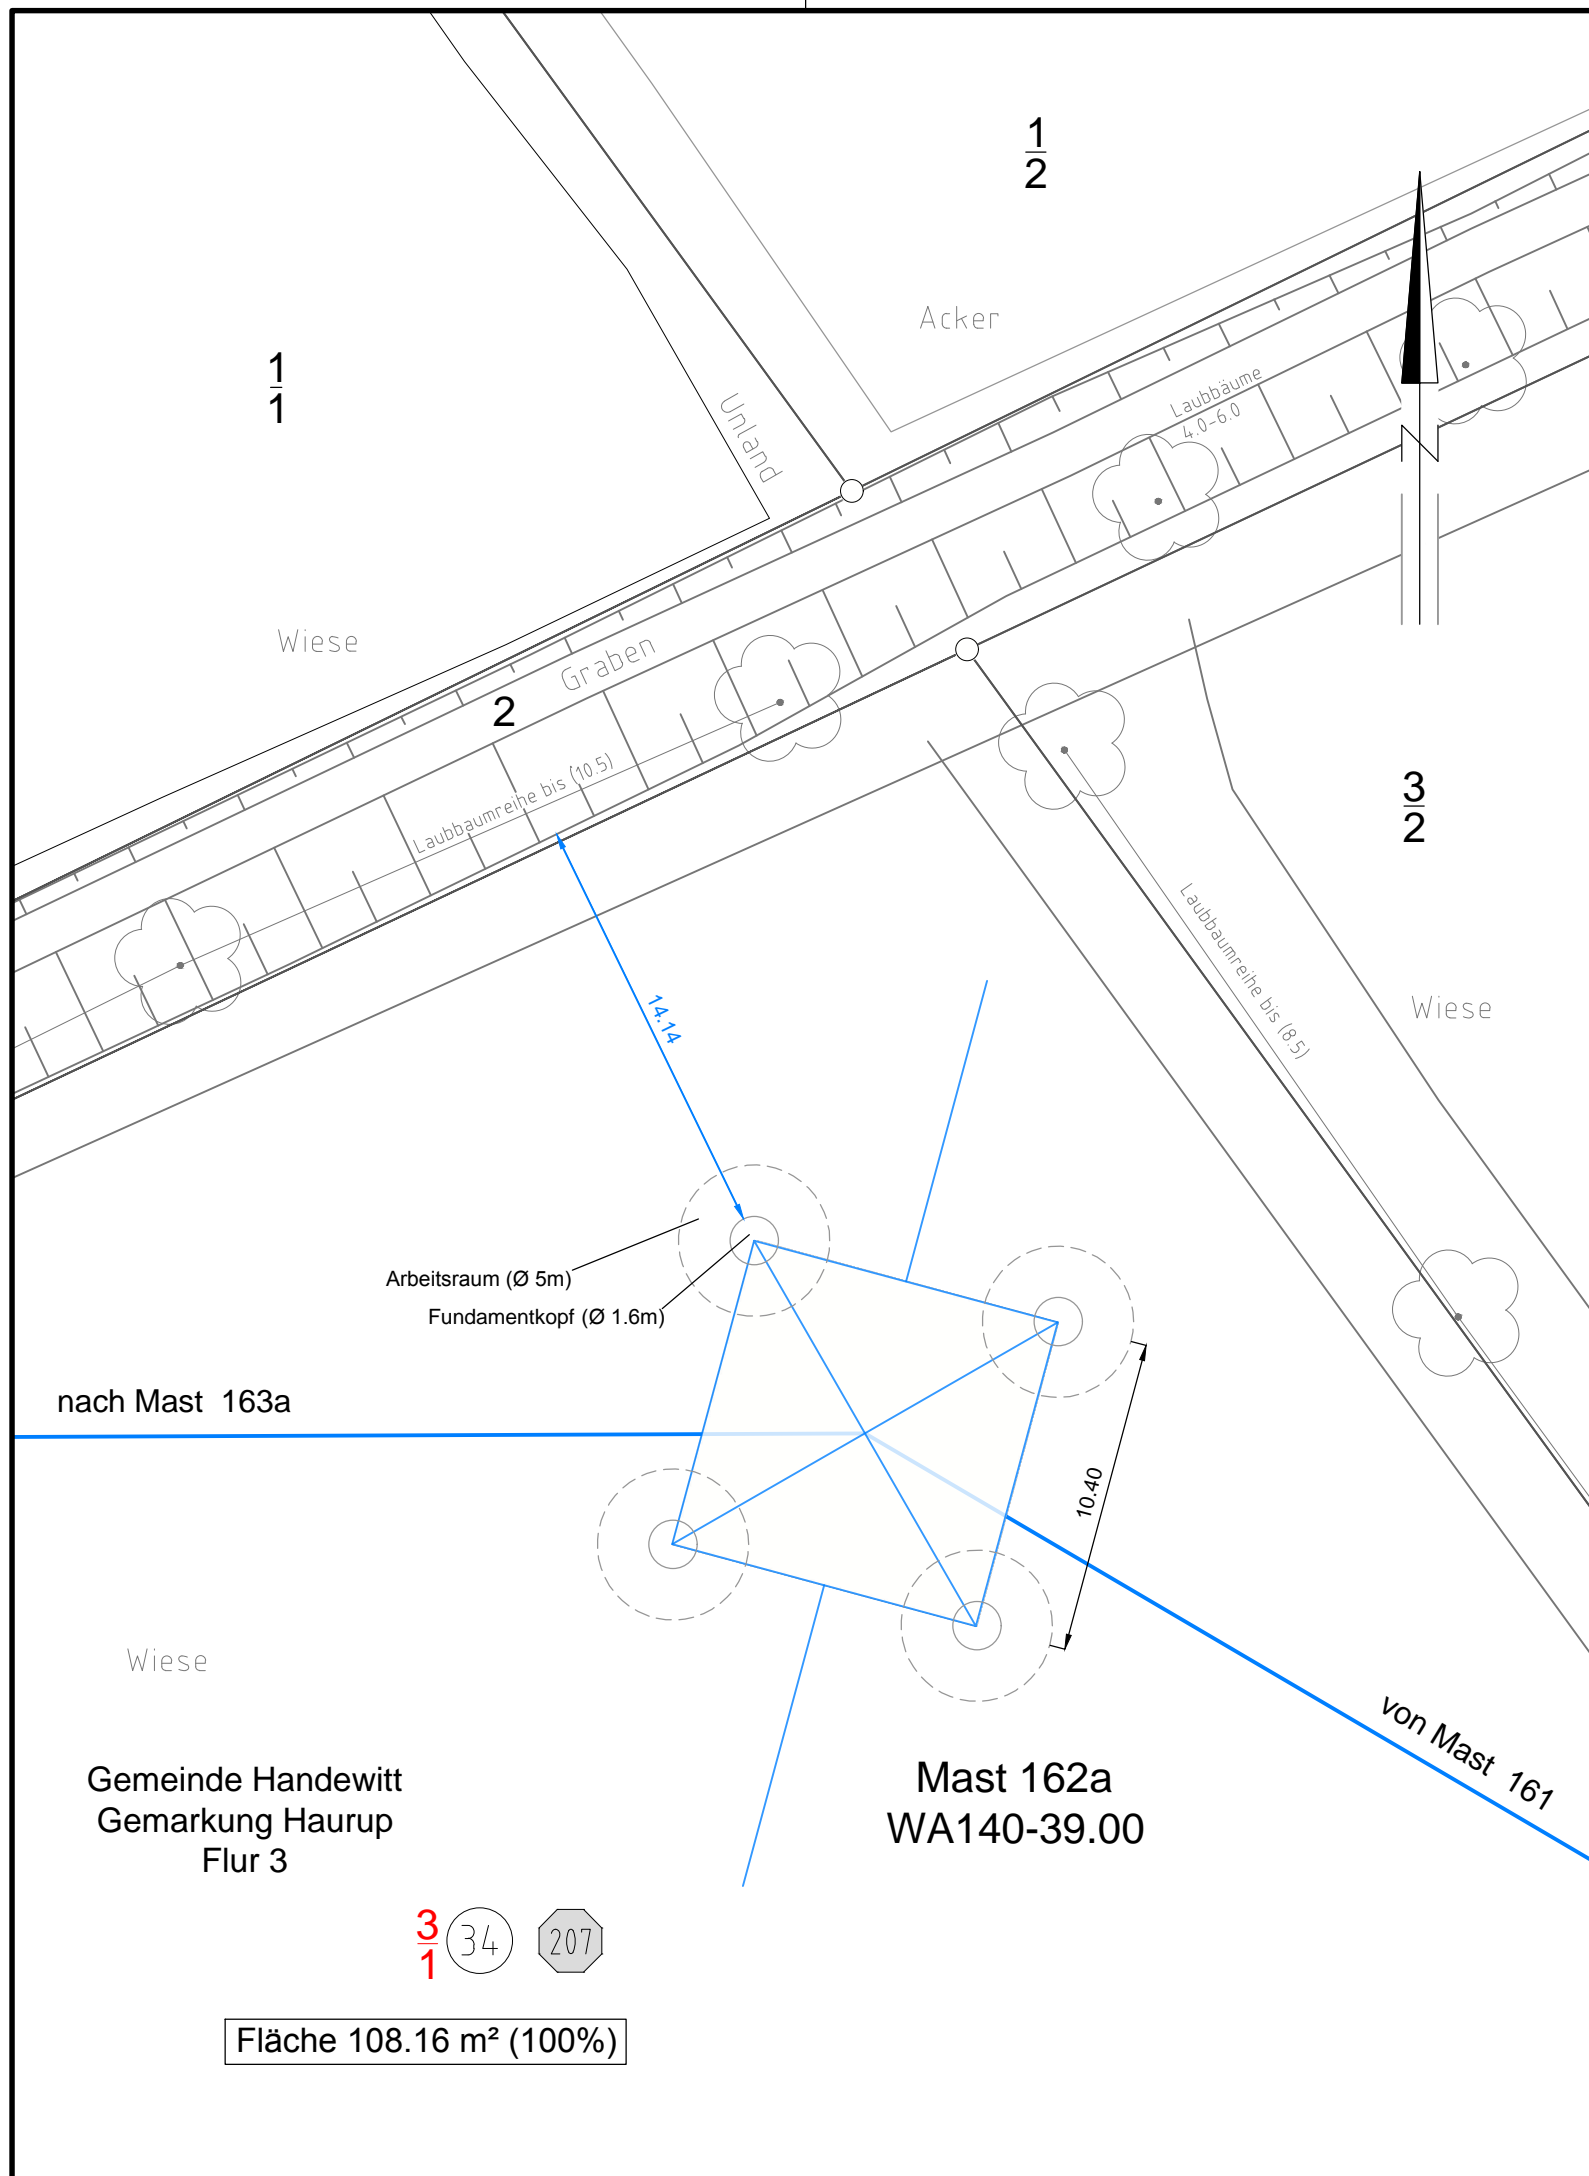 1
2
Acker
1
1
Unland
Laubbäume
4.0-6.0
Wiese
Graben
2
Laubbaumreihe bis (10.5)
3
2
Laubbaumreihe bis (8.5)
Wiese
14.14
Arbeitsraum (Ø 5m)
Fundamentkopf (Ø 1.6m)
nach Mast 163a
10.40
Wiese
von Mast 161
Gemeinde Handewitt
Gemarkung Haurup
Flur 3
Mast 162a
WA140-39.00
3
1
34
207
Fläche 108.16 m² (100%)